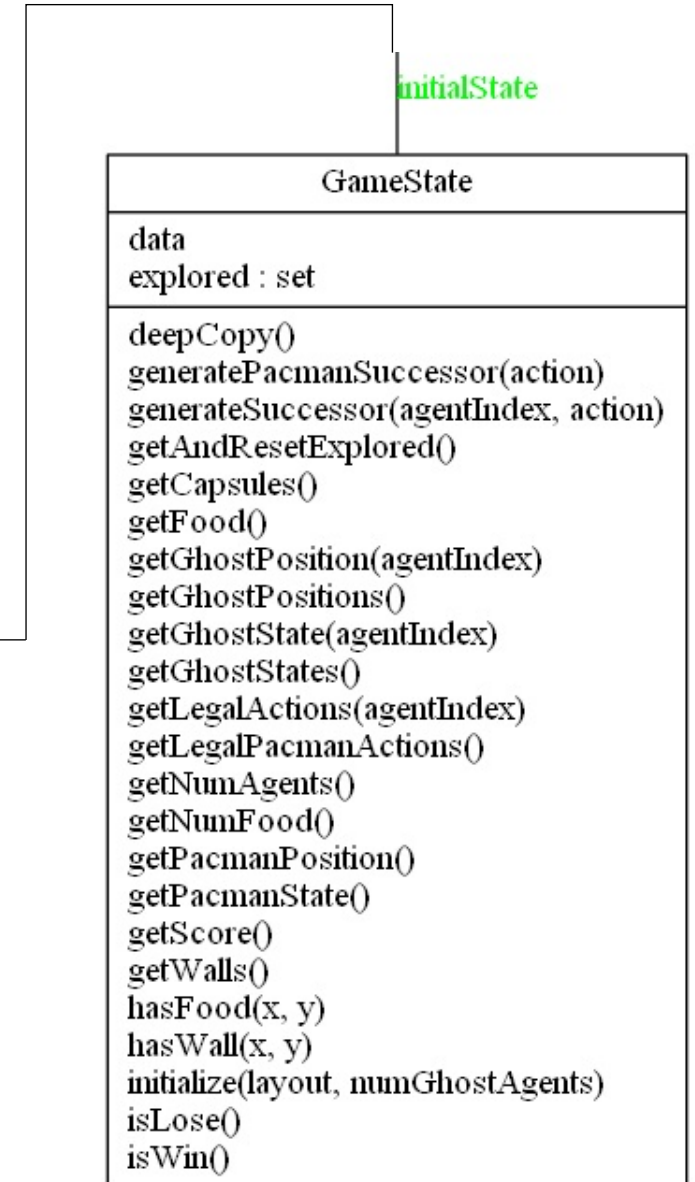 initialState
GameState
data
explored : set
deepCopy()
generatePacmanSuccessor(action)
generateSuccessor(agentIndex, action)
getAndResetExplored()
getCapsules()
getFood()
getGhostPosition(agentIndex)
getGhostPositions()
getGhostState(agentIndex)
getGhostStates()
getLegalActions(agentIndex)
getLegalPacmanActions()
getNumAgents()
getNumFood()
getPacmanPosition()
getPacmanState()
getScore()
getWalls()
hasFood(x, y)
hasWall(x, y)
initialize(layout, numGhostAgents)
isLose()
isWin()